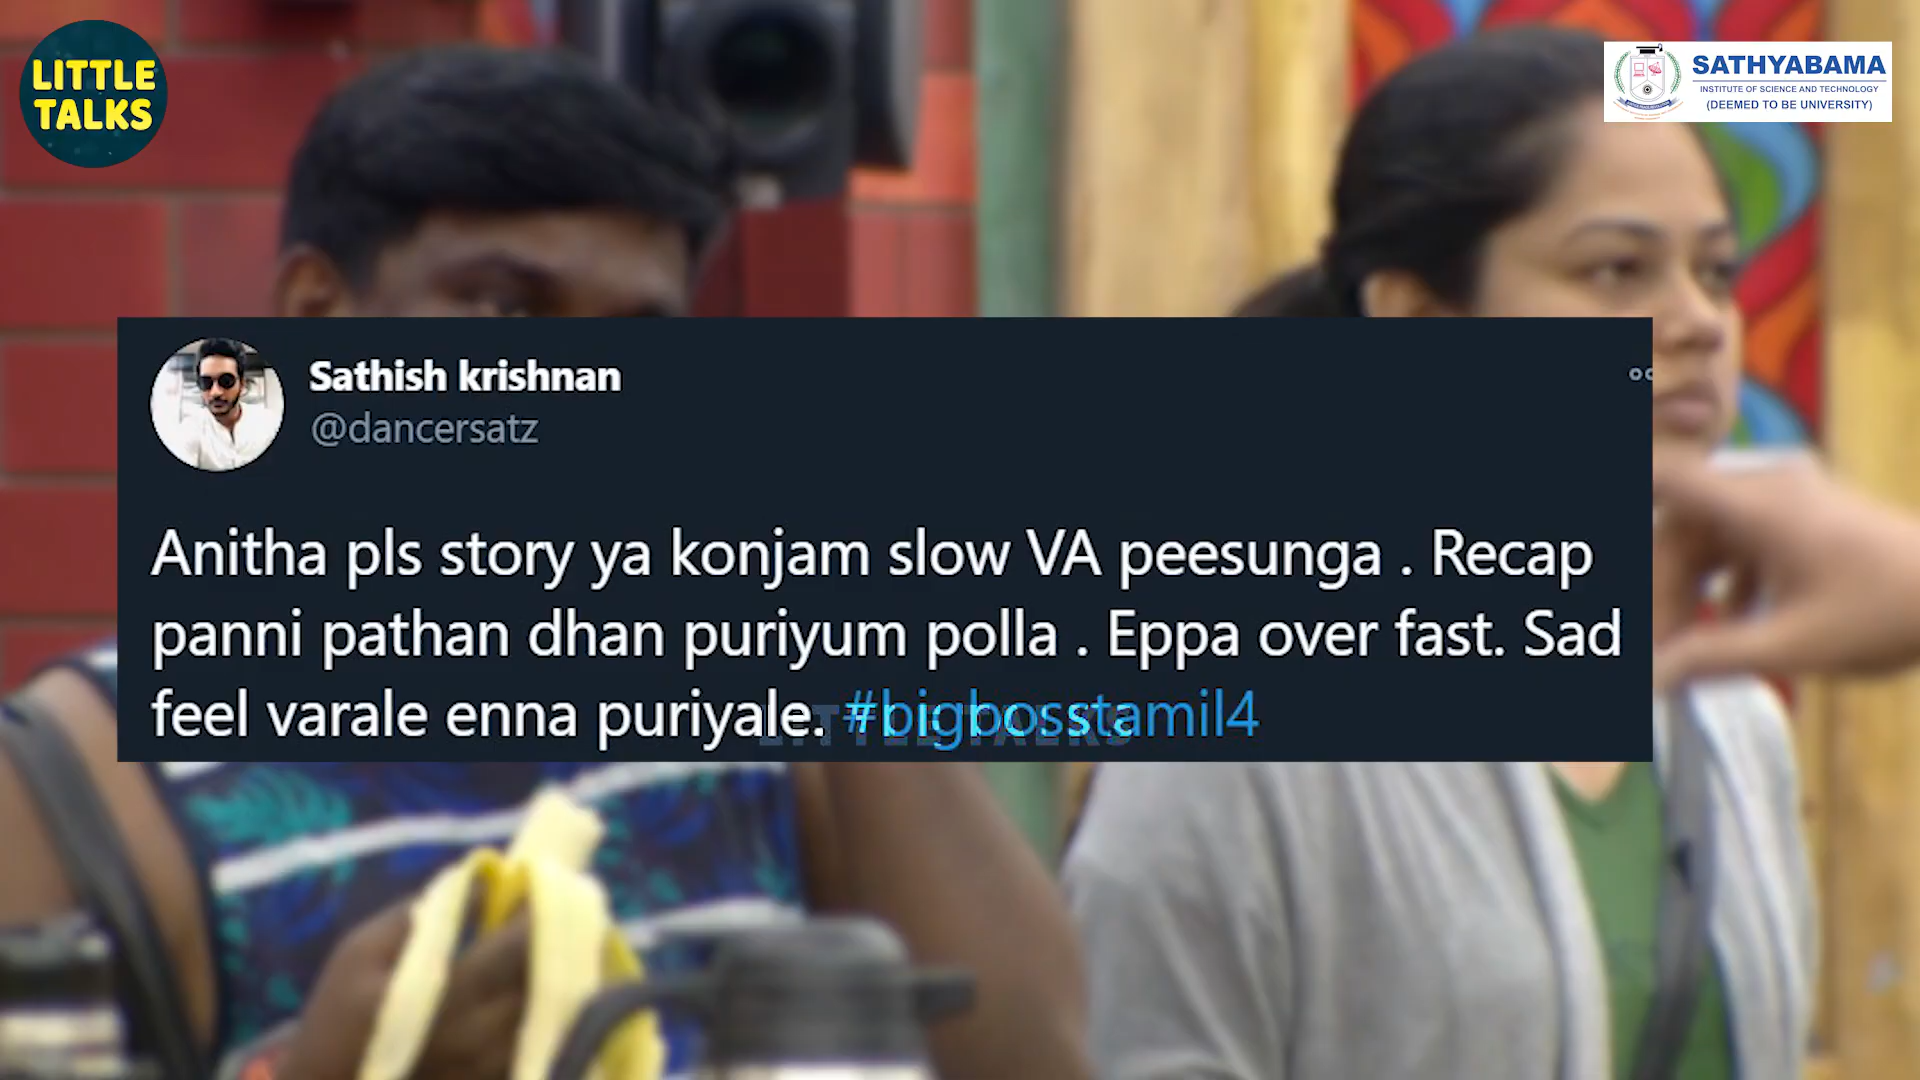 LITTLE
TALKS
SATHYABAMA
INSTITUTE OF SCIENCE AND TECHNOLOGY
(DEEMED TO BE UNIVERSITY)
Sathish krishnan
@dancersatz
Anitha pls story ya konjam slow VA peesunga . Recap
panni pathan dhan puriyum polla . Eppa over fast. Sad
feel varale enna puriyale. #bigbosstamil4
LITTLE TALKS